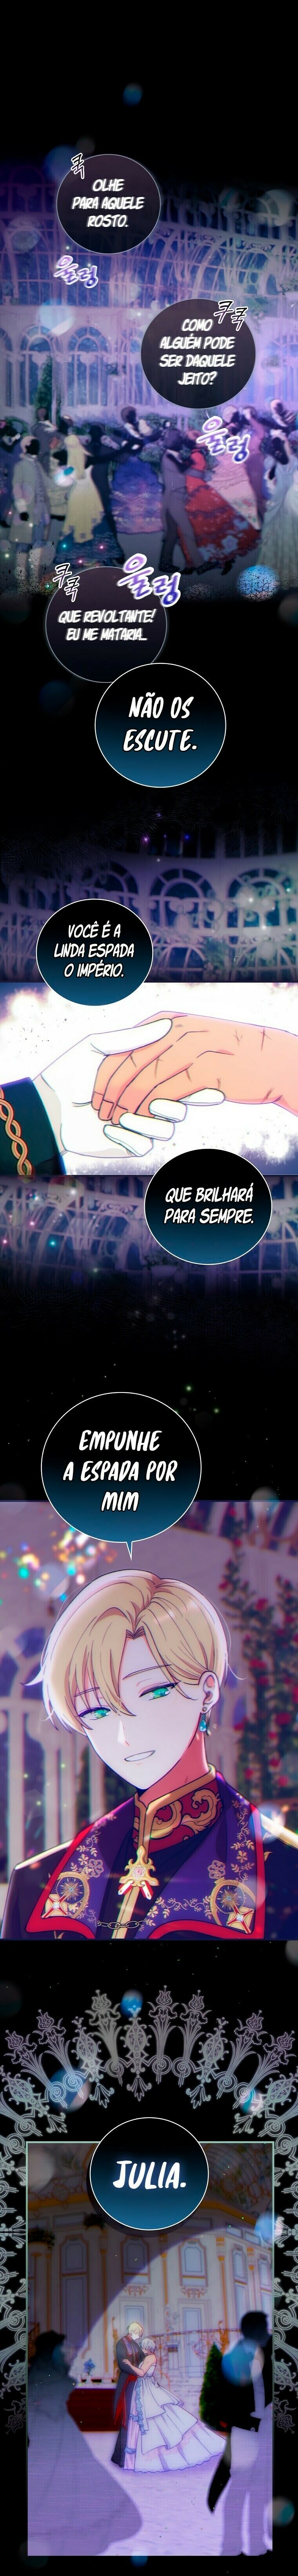 쿡
OLHE
PARA AQUELE
ROSTO.
울렁
쿠쿡
COMO
ALGUÉM PODE
SER DAQUELE
JEITO?
울렁
쿠쿡
울렁
QUE REVOLTANTE!
EU ME MATARIA...
NÃO OS
ESCUTE.
VOCÊ É A
LINDA ESPADA
O IMPÉRIO.
QUE BRILHARÁ
PARA SEMPRE.
EMPUNHE
A ESPADA POR
MIM
JULIA.